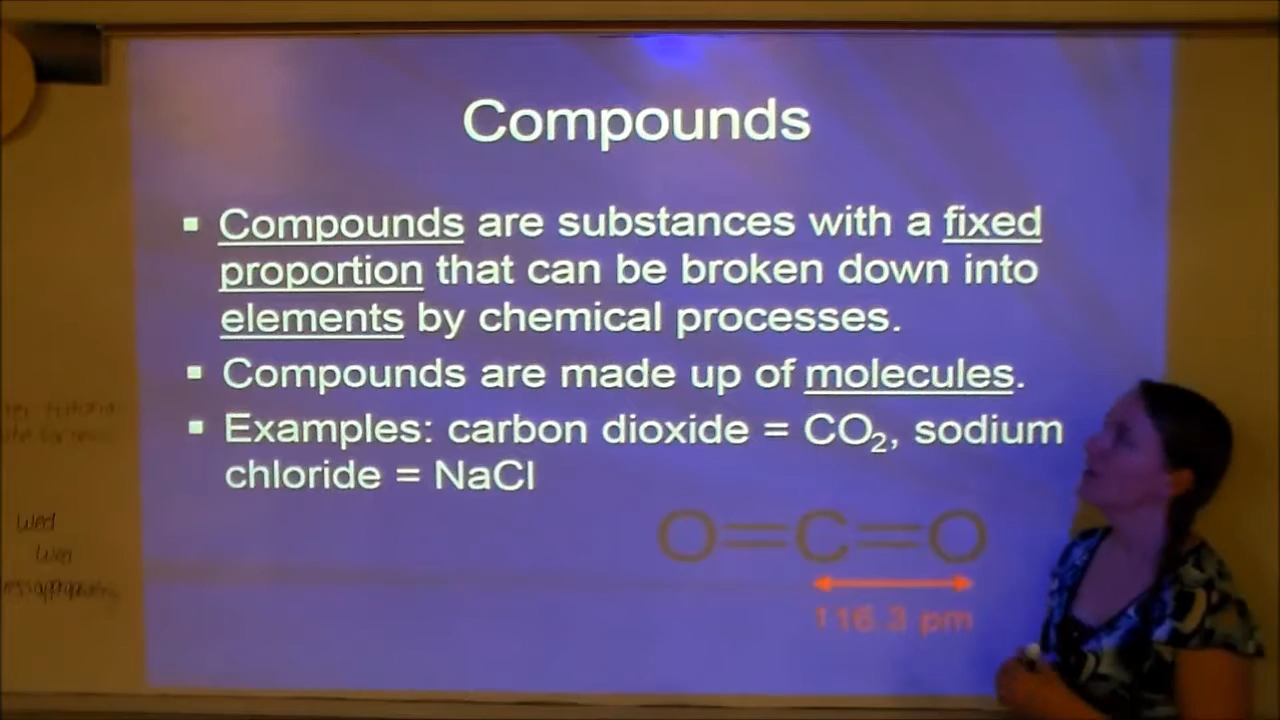 Compounds
▪ Compounds are substances with a fixed
proportion that can be broken down into
elements by chemical processes.
▪ Compounds are made up of molecules.
▪ Examples: carbon dioxide = CO₂, sodium
chloride = NaCl
O=C=O
116.3 pm
Wed